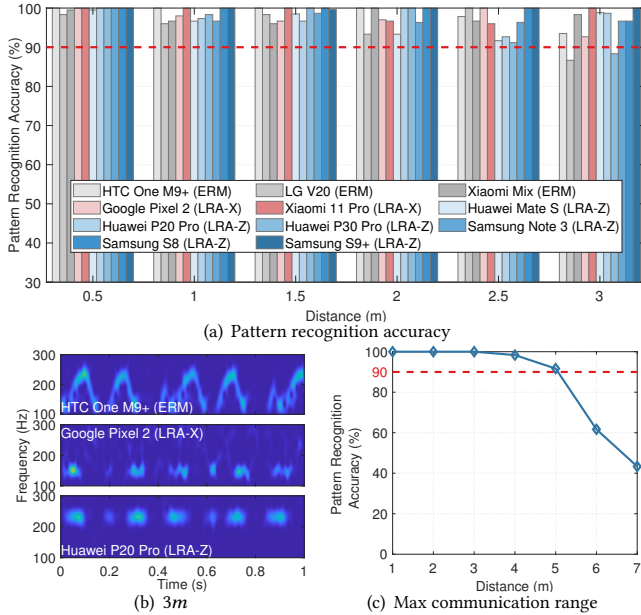 Pattern Recognition Accuracy (%)
100
90
80
70
60
50
40
30
HTC One M9+ (ERM)
LG V20 (ERM)
Xiaomi Mix (ERM)
Google Pixel 2 (LRA-X)
Xiaomi 11 Pro (LRA-X)
Huawei Mate S (LRA-Z)
Huawei P20 Pro (LRA-Z)
Huawei P30 Pro (LRA-Z)
Samsung Note 3 (LRA-Z)
Samsung S8 (LRA-Z)
Samsung S9+ (LRA-Z)
0.5 1 1.5 2 2.5 3
Distance (m)
(a) Pattern recognition accuracy
Frequency (Hz)
300
200
100
HTC One M9+ (ERM)
300
Google Pixel 2 (LRA-X)
200
100
300
200
100
Huawei P20 Pro (LRA-Z)
0 0.2 0.4 0.6 0.8 1
Time (s)
(b) 3m
Pattern Recognition
Accuracy (%)
100
90
80
60
40
20
0
1 2 3 4 5 6 7
Distance (m)
(c) Max communication range